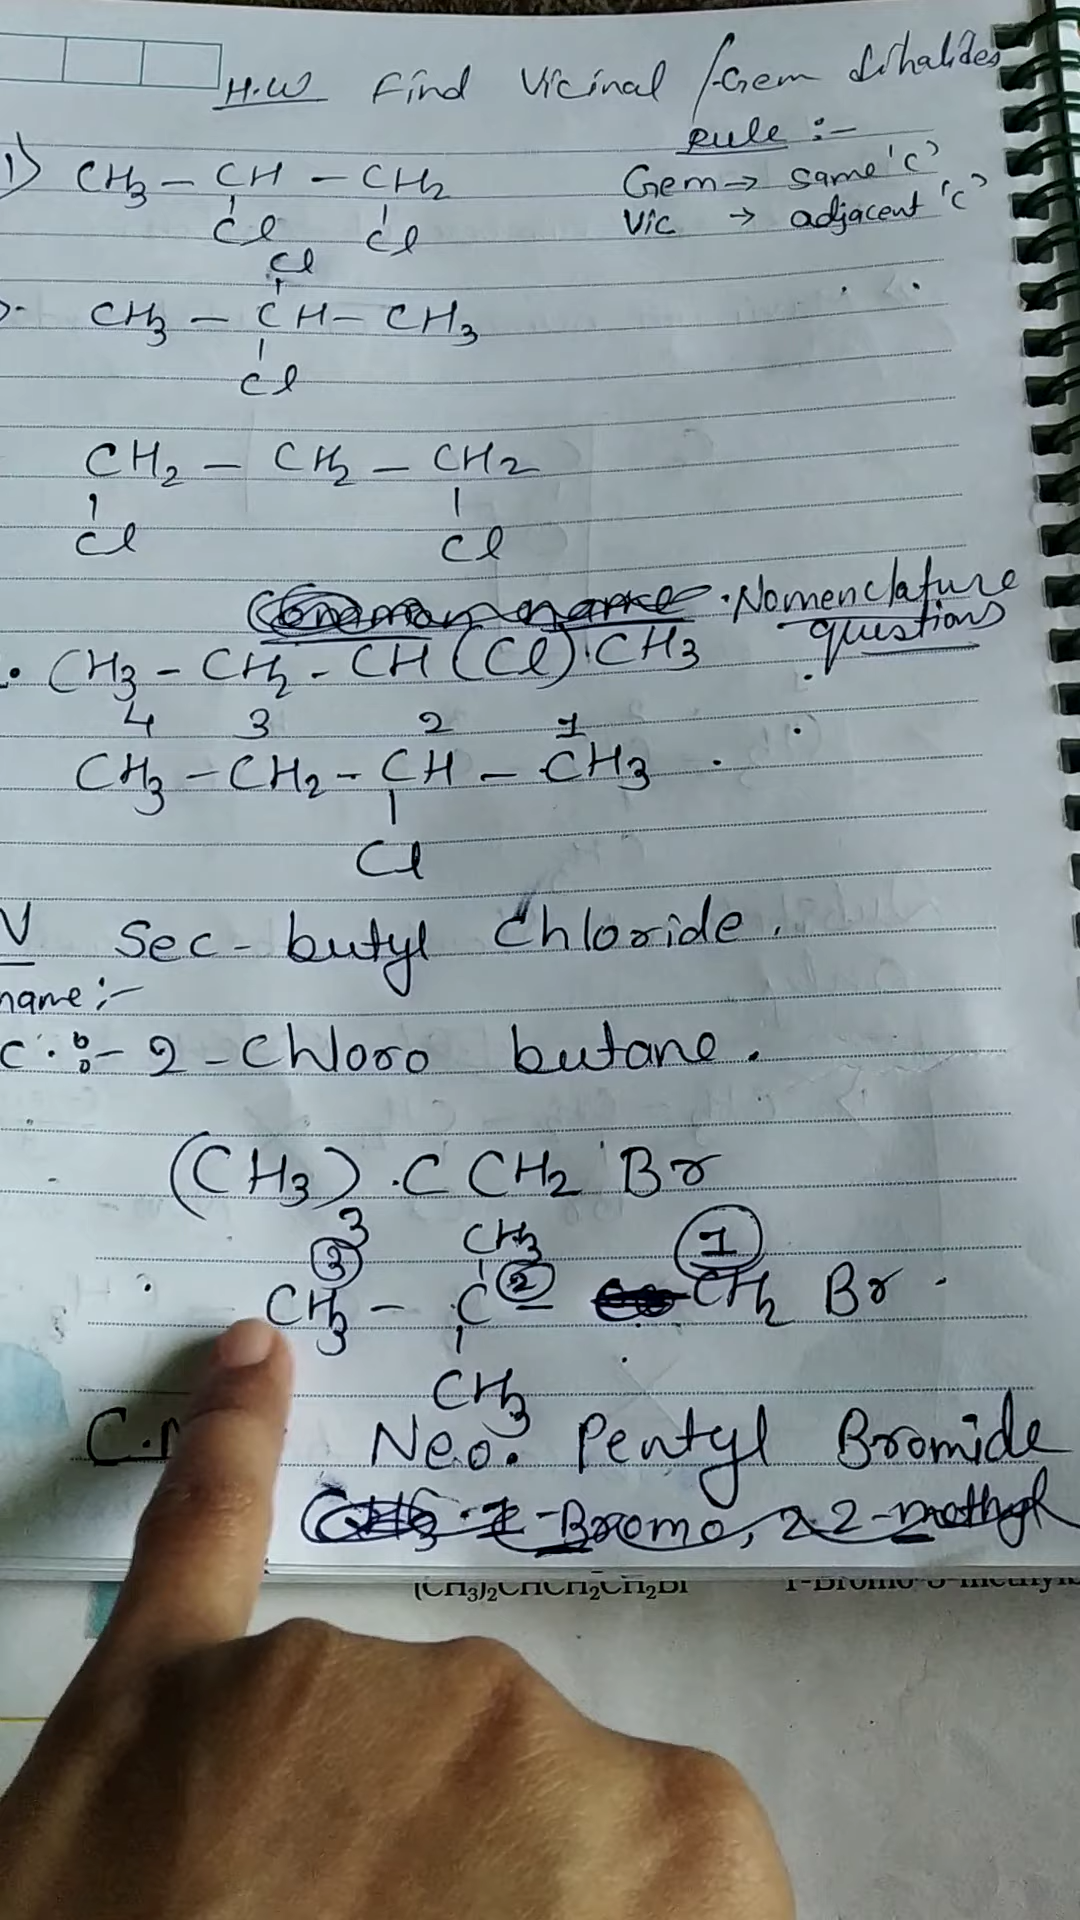 H.W Find Vicinal / Gem dihalides
Rule :-
Gem → same 'c'
Vic → adjacent 'c'
1) CH3 - CH - CH2
Cl Cl
Cl
CH3 - CH - CH3
Cl
CH2 - CH2 - CH2
Cl Cl
Nomenclature
questions
CH3 - CH2 - CH (Cl) CH3
4 3 2 1
CH3 - CH2 - CH - CH3
Cl
Sec - butyl Chloride.
name :-
2 - Chloro butane.
(CH3) . C CH2 Br
3
CH3
3 2 1
CH3 - C - CH2 Br
CH3
Neo. Pentyl Bromide
1-Bromo, 2 2-methyl
(CH3)2CHCH2CH2Br